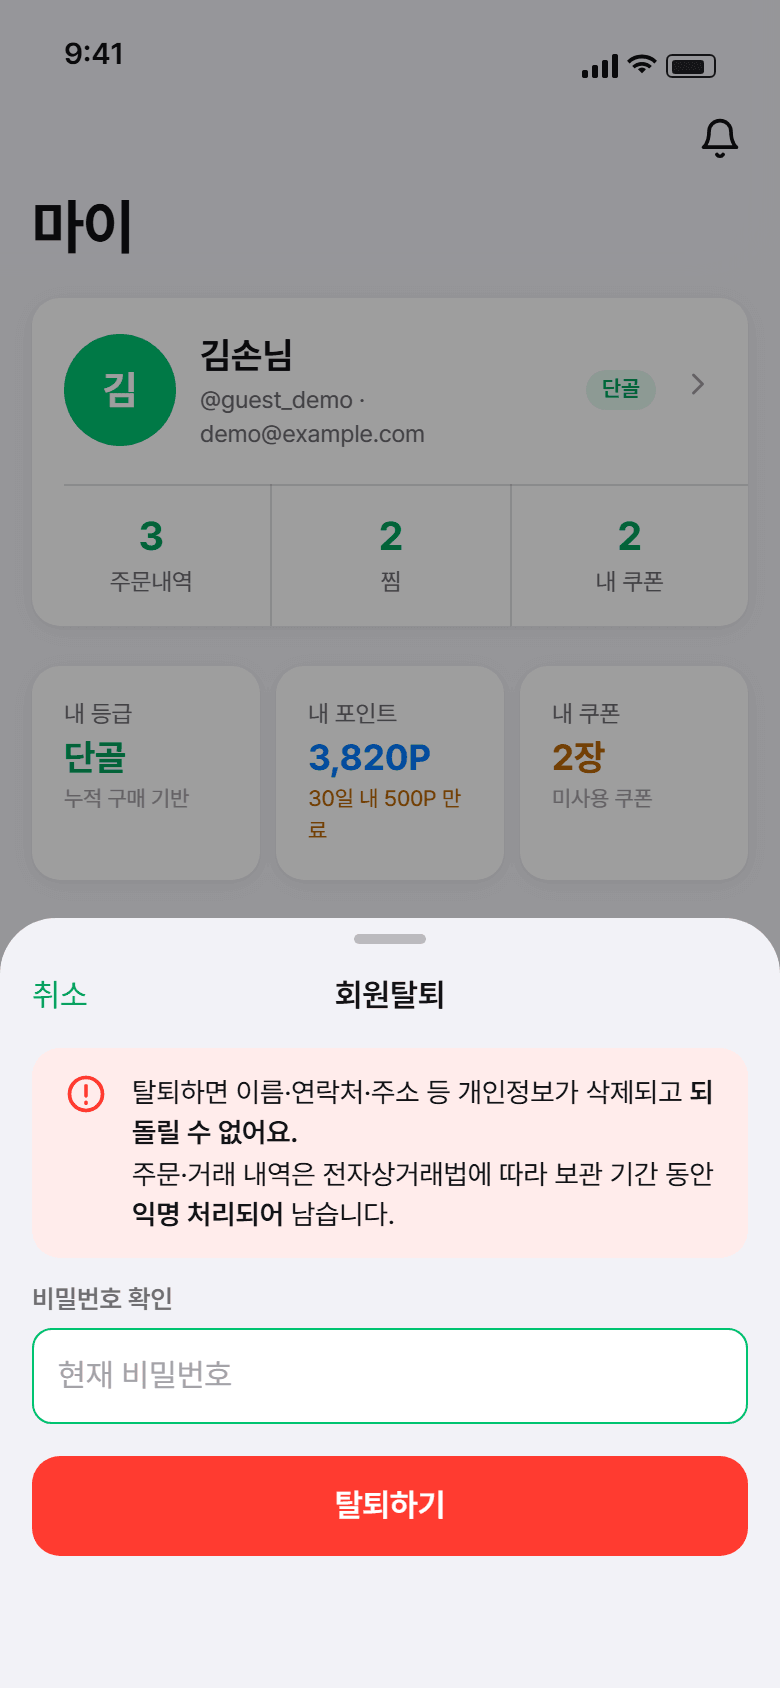 9:41
마이
김
김손님
@guest_demo ·
demo@example.com
단골
3
주문내역
2
찜
2
내 쿠폰
내 등급
단골
누적 구매 기반
내 포인트
3,820P
30일 내 500P 만
료
내 쿠폰
2장
미사용 쿠폰
취소
회원탈퇴
탈퇴하면 이름·연락처·주소 등 개인정보가 삭제되고 되
돌릴 수 없어요.
주문·거래 내역은 전자상거래법에 따라 보관 기간 동안
익명 처리되어 남습니다.
비밀번호 확인
현재 비밀번호
탈퇴하기